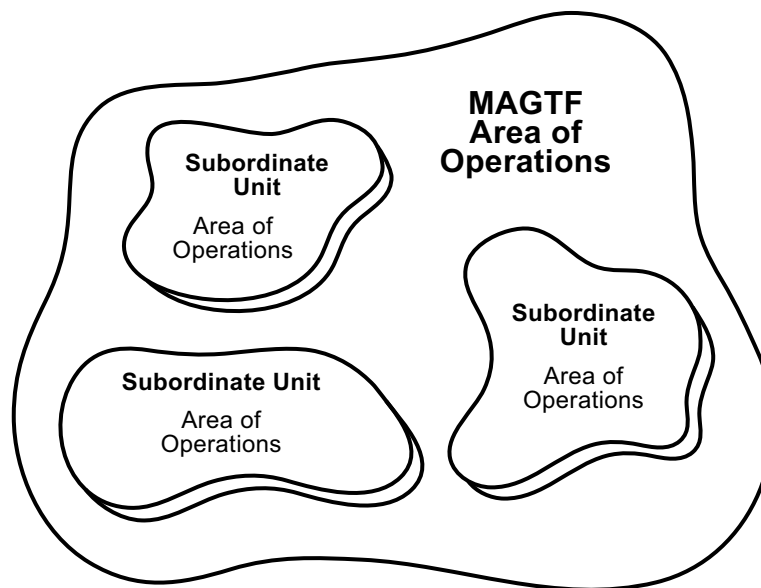 MAGTF
Area of
Operations
Subordinate
Unit
Area of
Operations
Subordinate
Unit
Area of
Operations
Subordinate Unit
Area of
Operations